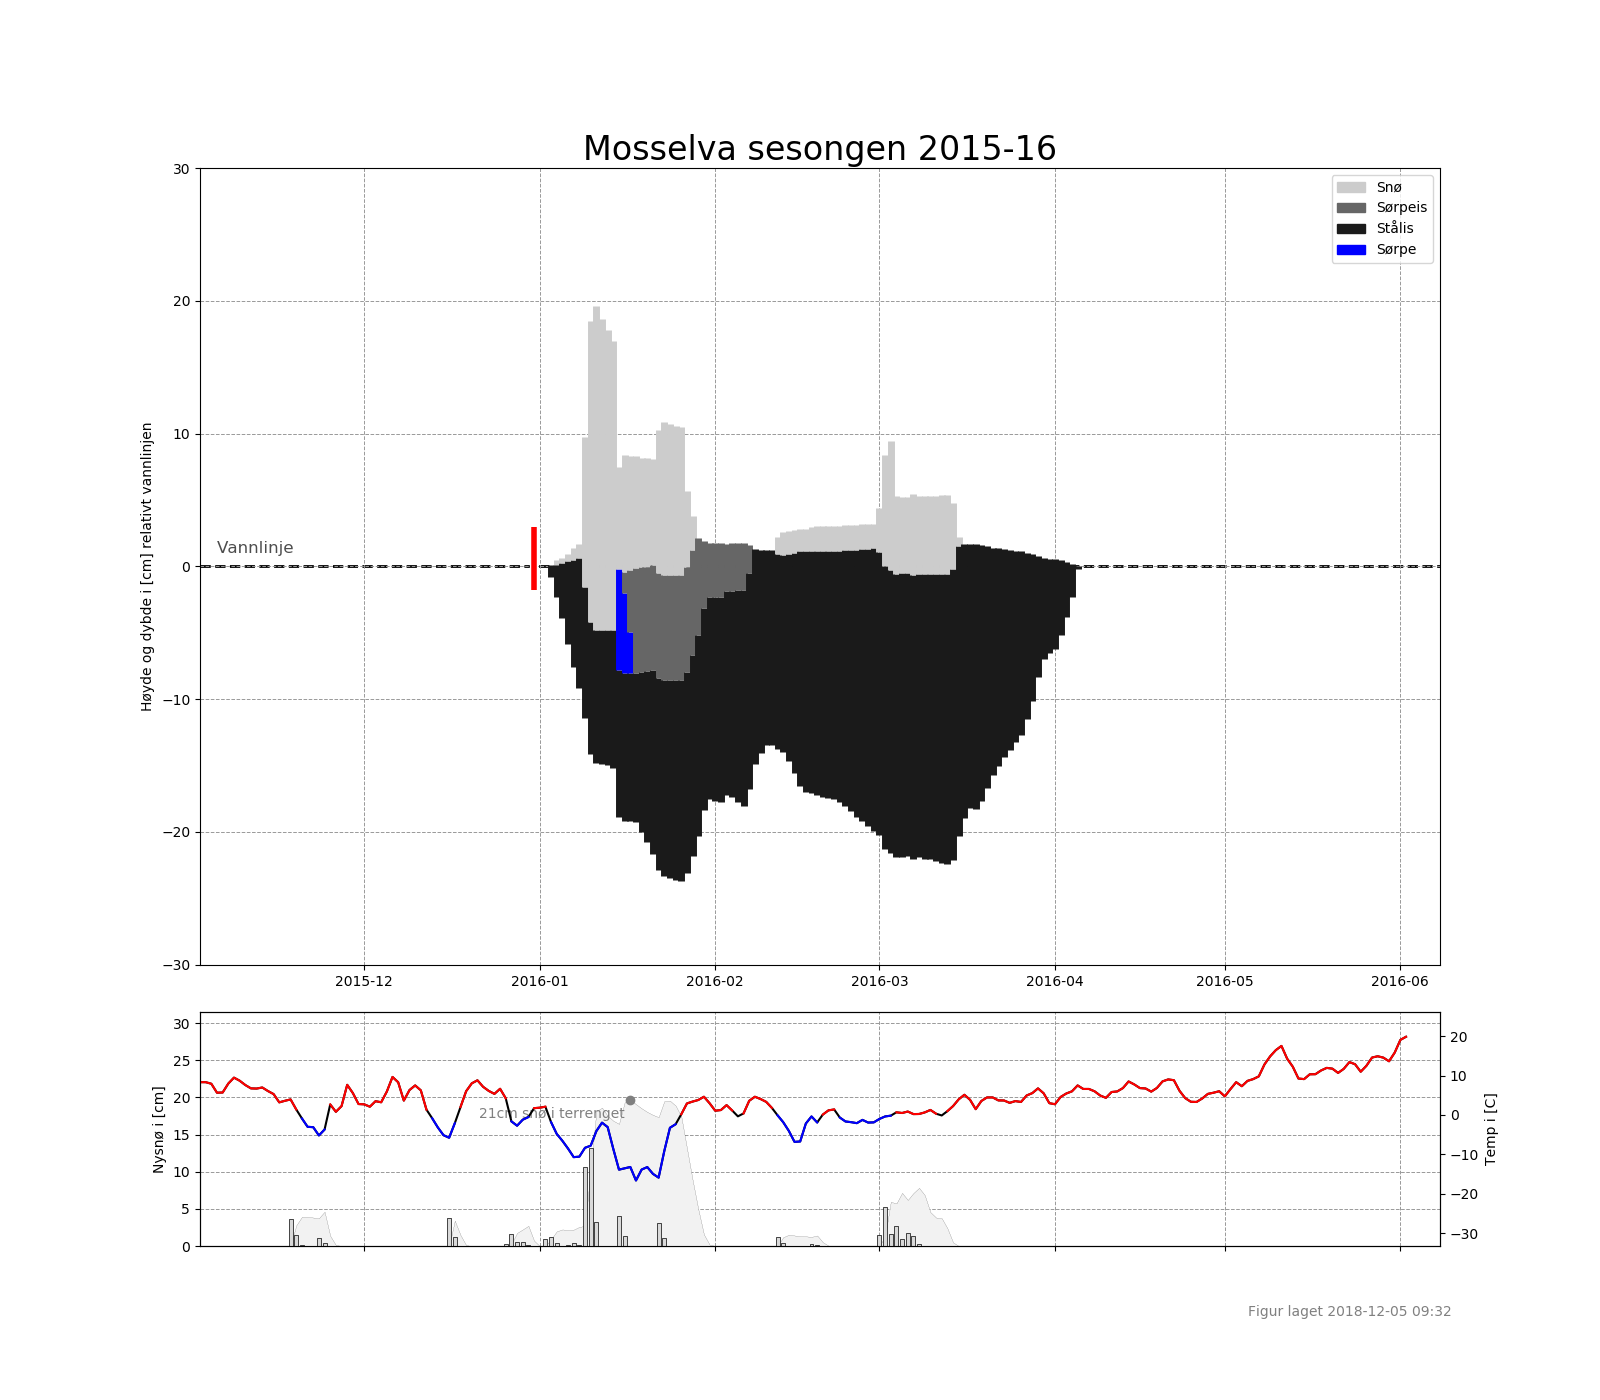 Mosselva sesongen 2015-16
30
20
10
0
−10
−20
−30
Høyde og dybde i [cm] relativt vannlinjen
Vannlinje
Snø
Sørpeis
Stålis
Sørpe
2015-12
2016-01
2016-02
2016-03
2016-04
2016-05
2016-06
30
25
20
15
10
5
0
Nysnø i [cm]
21cm snø i terrenget
20
10
0
−10
−20
−30
Temp i [C]
Figur laget 2018-12-05 09:32